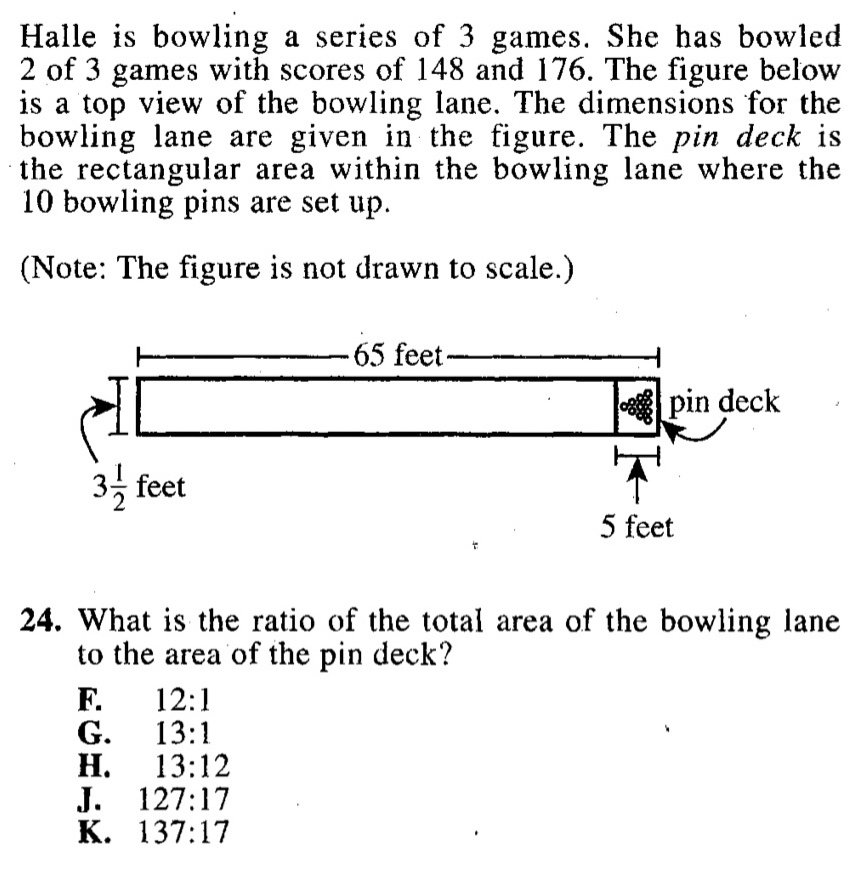 Halle is bowling a series of 3 games. She has bowled
2 of 3 games with scores of 148 and 176. The figure below
is a top view of the bowling lane. The dimensions for the
bowling lane are given in the figure. The pin deck is
the rectangular area within the bowling lane where the
10 bowling pins are set up.
(Note: The figure is not drawn to scale.)
65 feet
pin deck
3 1/2 feet
5 feet
24. What is the ratio of the total area of the bowling lane
to the area of the pin deck?
F. 12:1
G. 13:1
H. 13:12
J. 127:17
K. 137:17